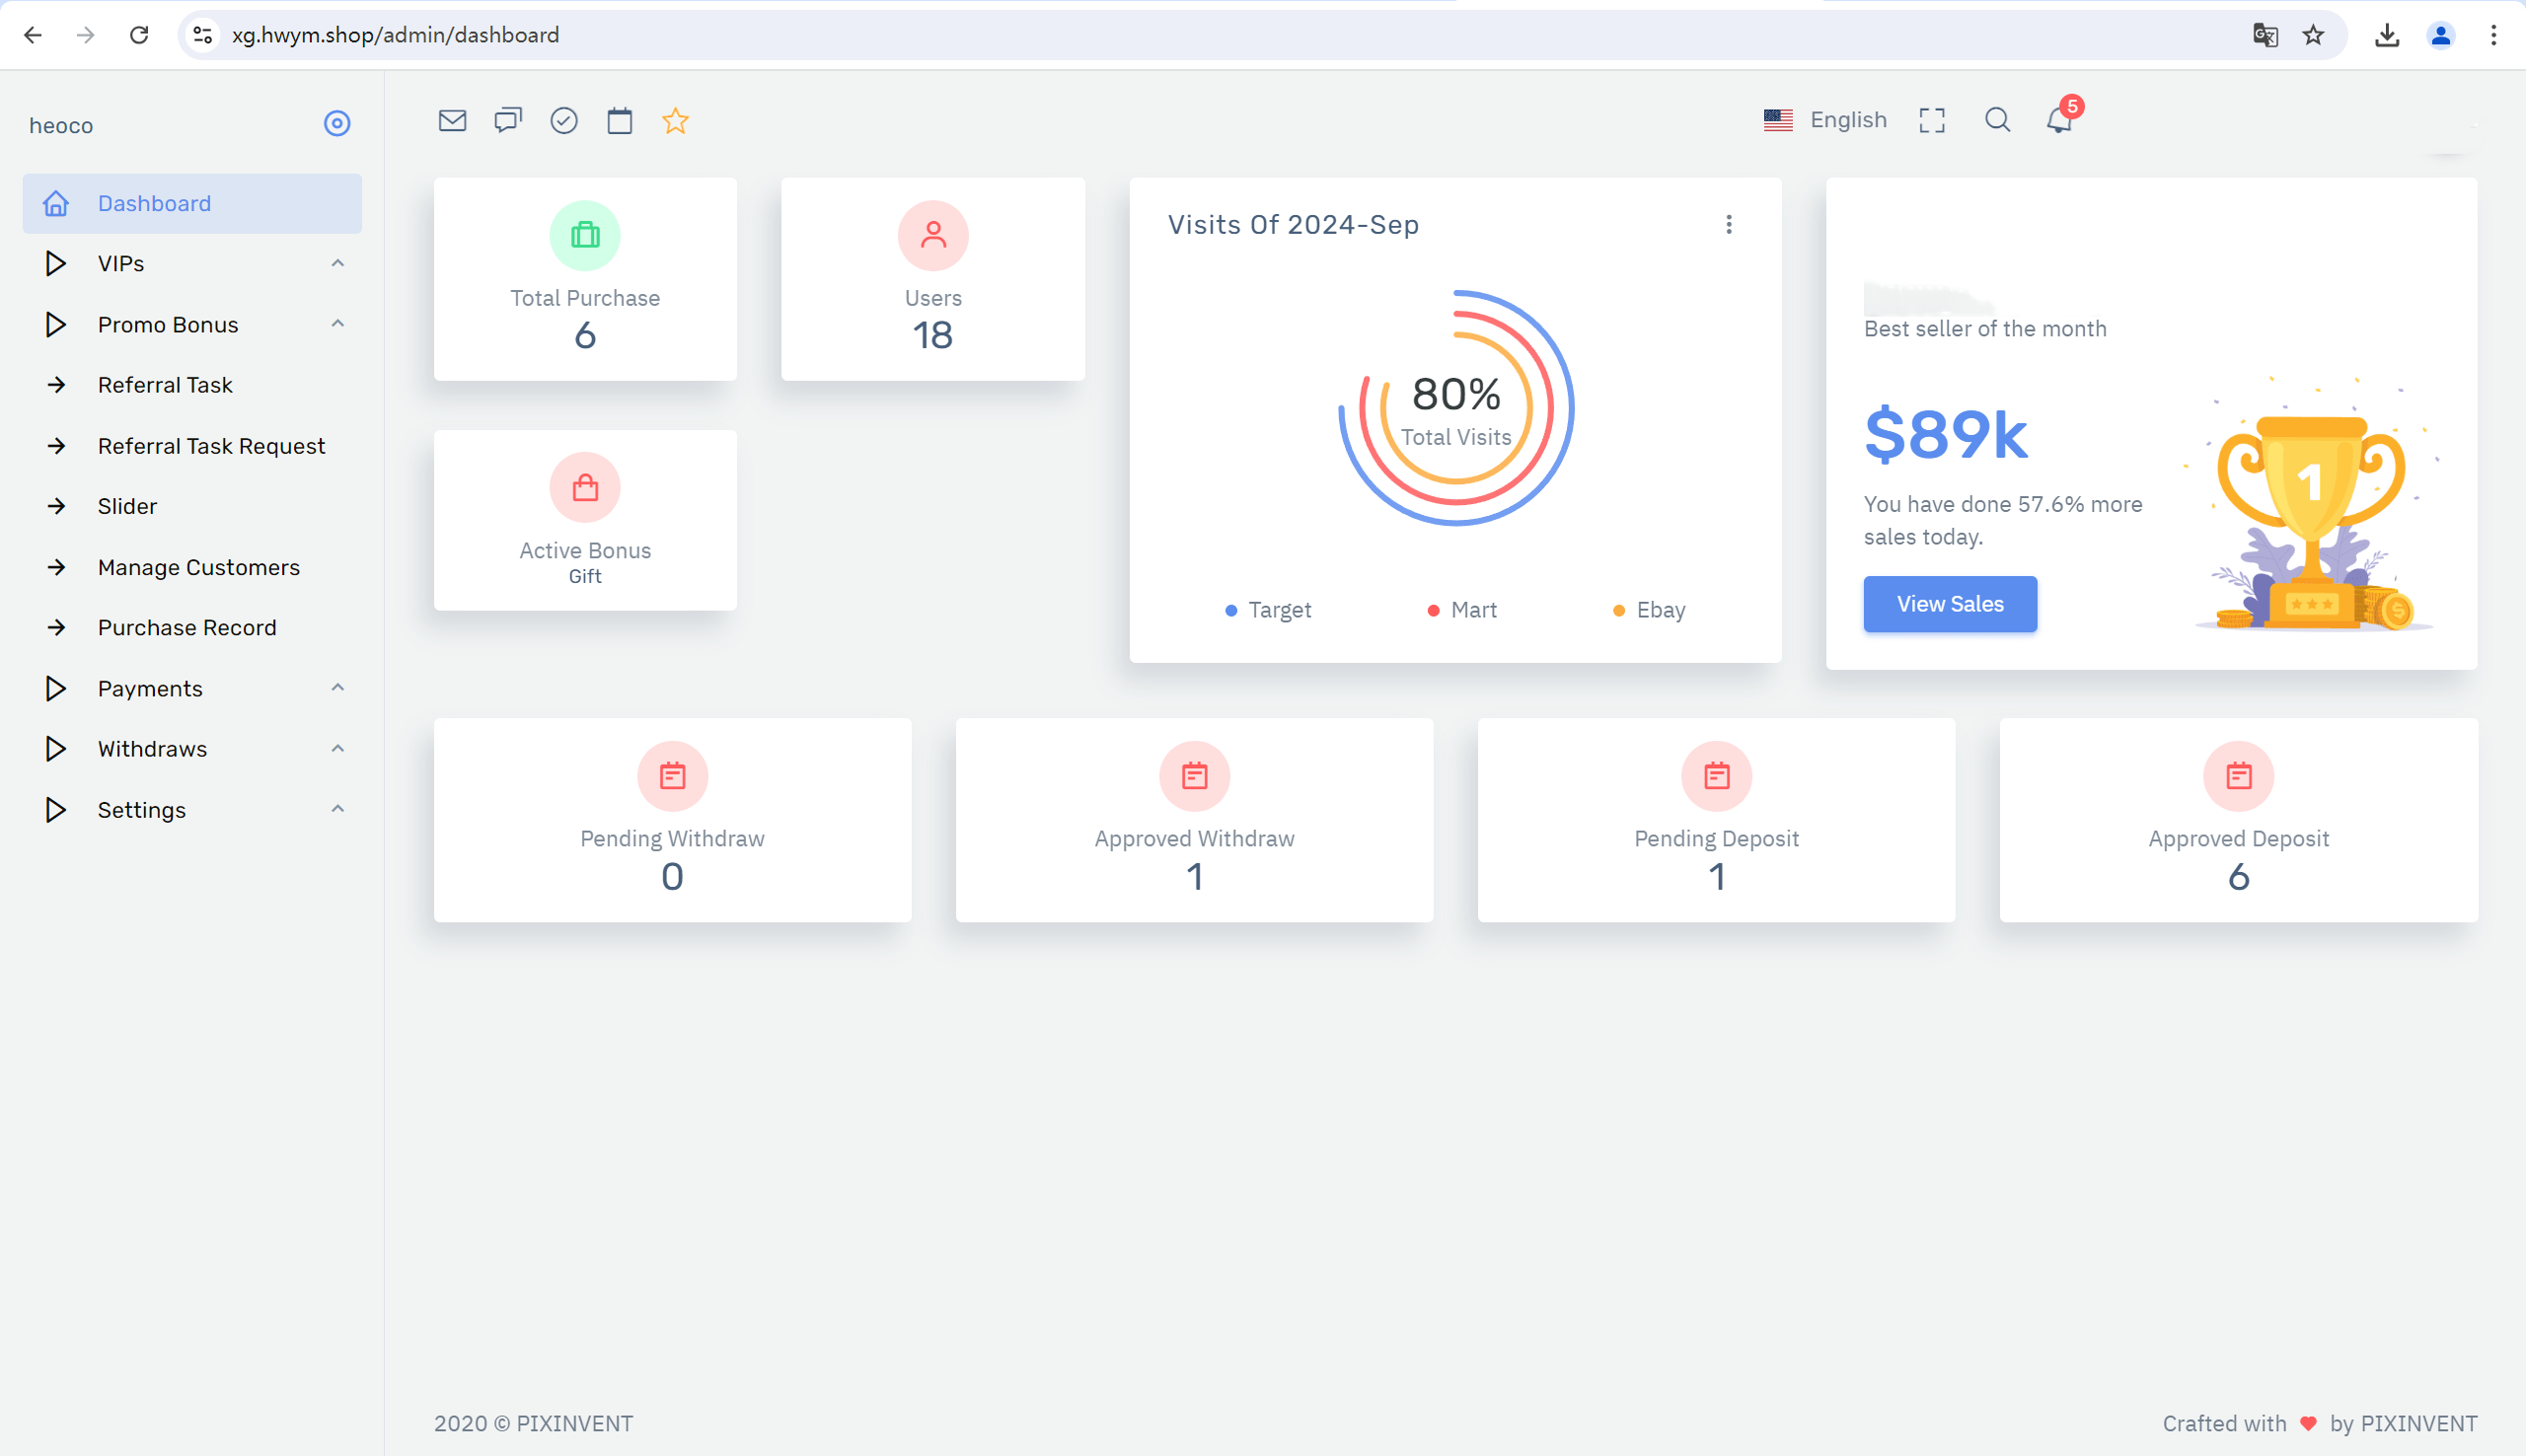 xg.hwym.shop/admin/dashboard
heoco
English
5
Dashboard
VIPs
Promo Bonus
Referral Task
Referral Task Request
Slider
Manage Customers
Purchase Record
Payments
Withdraws
Settings
Total Purchase
6
Users
18
Active Bonus
Gift
Visits Of 2024-Sep
80%
Total Visits
Target
Mart
Ebay
Best seller of the month
$89k
You have done 57.6% more
sales today.
View Sales
1
Pending Withdraw
0
Approved Withdraw
1
Pending Deposit
1
Approved Deposit
6
2020 © PIXINVENT
Crafted with ♥ by PIXINVENT